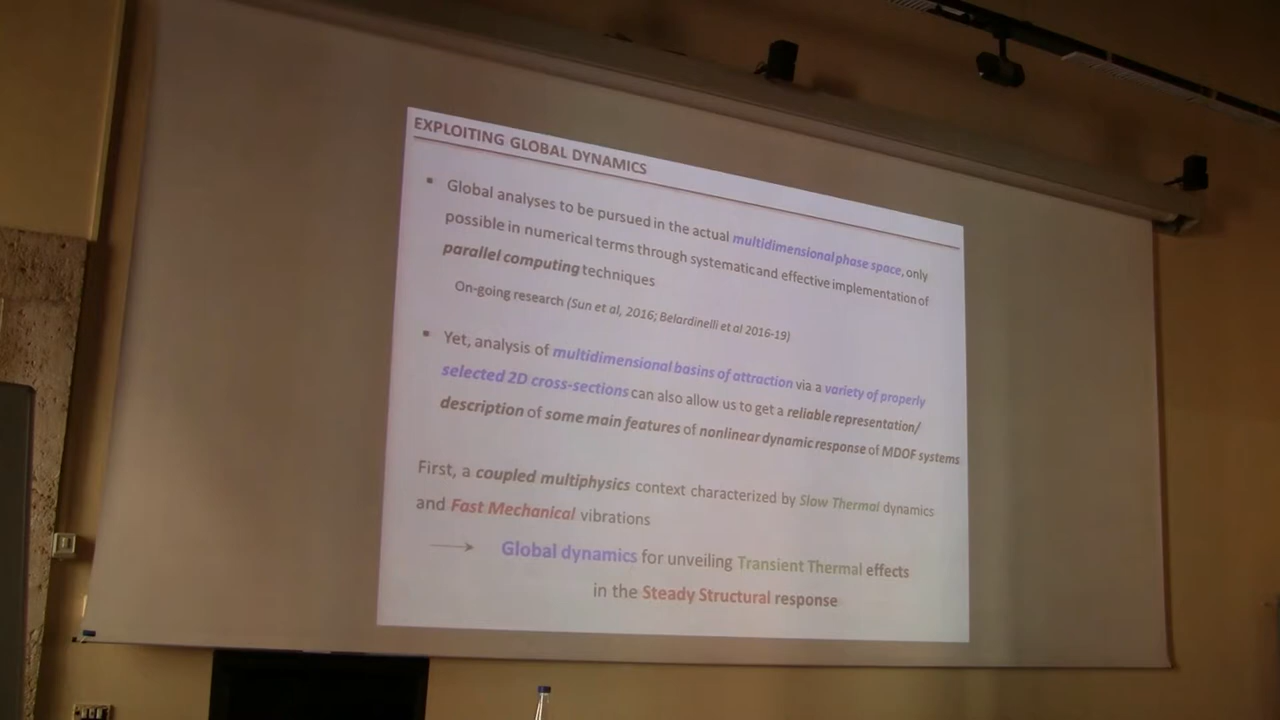 EXPLOITING GLOBAL DYNAMICS
▪ Global analyses to be pursued in the actual multidimensional phase space, only
possible in numerical terms through systematic and effective implementation of
parallel computing techniques
On-going research (Sun et al, 2016; Belardinelli et al 2016-19)
▪ Yet, analysis of multidimensional basins of attraction via a variety of properly
selected 2D cross-sections can also allow us to get a reliable representation/
description of some main features of nonlinear dynamic response of MDOF systems
First, a coupled multiphysics context characterized by Slow Thermal dynamics
and Fast Mechanical vibrations
→ Global dynamics for unveiling Transient Thermal effects
in the Steady Structural response